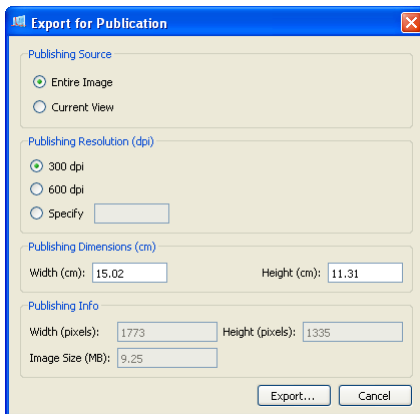 Export for Publication
Publishing Source
Entire Image
Current View
Publishing Resolution (dpi)
300 dpi
600 dpi
Specify
Publishing Dimensions (cm)
Width (cm): 15.02 Height (cm): 11.31
Publishing Info
Width (pixels): 1773 Height (pixels): 1335
Image Size (MB): 9.25
Export... Cancel